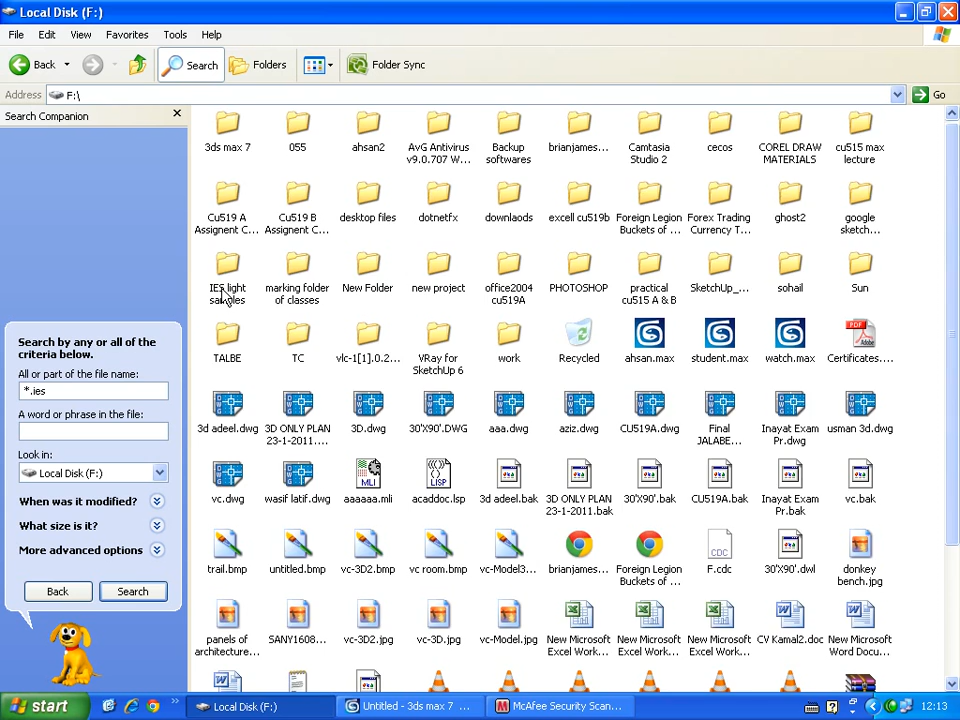 Local Disk (F:)
File Edit View Favorites Tools Help
Back Search Folders Folder Sync
Address F:\ Go
Search Companion
Search by any or all of the
criteria below.
All or part of the file name:
*.ies
A word or phrase in the file:
Look in:
Local Disk (F:)
When was it modified?
What size is it?
More advanced options
Back Search
3ds max 7 055 ahsan2 AvG Antivirus Backup brianjames... Camtasia cecos COREL DRAW cu515 max
v9.0.707 W... softwares Studio 2 MATERIALS lecture
Cu519 A Cu519 B desktop files dotnetfx downlaods excell cu519b Foreign Legion Forex Trading ghost2 google
Assignent C... Assignent C... Buckets of ... Currency T... sketch...
IES light marking folder New Folder new project office2004 PHOTOSHOP practical SketchUp_... sohail Sun
samples of classes cu519A cu515 A & B
TALBE TC vlc-1[1].0.2... VRay for work Recycled ahsan.max student.max watch.max Certificates....
SketchUp 6
3d adeel.dwg 3D ONLY PLAN 3D.dwg 30'X90'.DWG aaa.dwg aziz.dwg CU519A.dwg Final Inayat Exam usman 3d.dwg
23-1-2011.... JALABE... Pr.dwg
vc.dwg wasif latif.dwg aaaaaa.mli acaddoc.lsp 3d adeel.bak 3D ONLY PLAN 30'X90'.bak CU519A.bak Inayat Exam vc.bak
23-1-2011.bak Pr.bak
trail.bmp untitled.bmp vc-3D2.bmp vc room.bmp vc-Model3... brianjames... Foreign Legion F.cdc 30'X90'.dwl donkey
Buckets of ... bench.jpg
panels of SANY1608... vc-3D2.jpg vc-3D.jpg vc-Model.jpg New Microsoft New Microsoft New Microsoft CV Kamal2.doc New Microsoft
architecture... Excel Work... Excel Work... Excel Work... Word Docu...
start Local Disk (F:) Untitled - 3ds max 7 ... McAfee Security Scan... 12:13